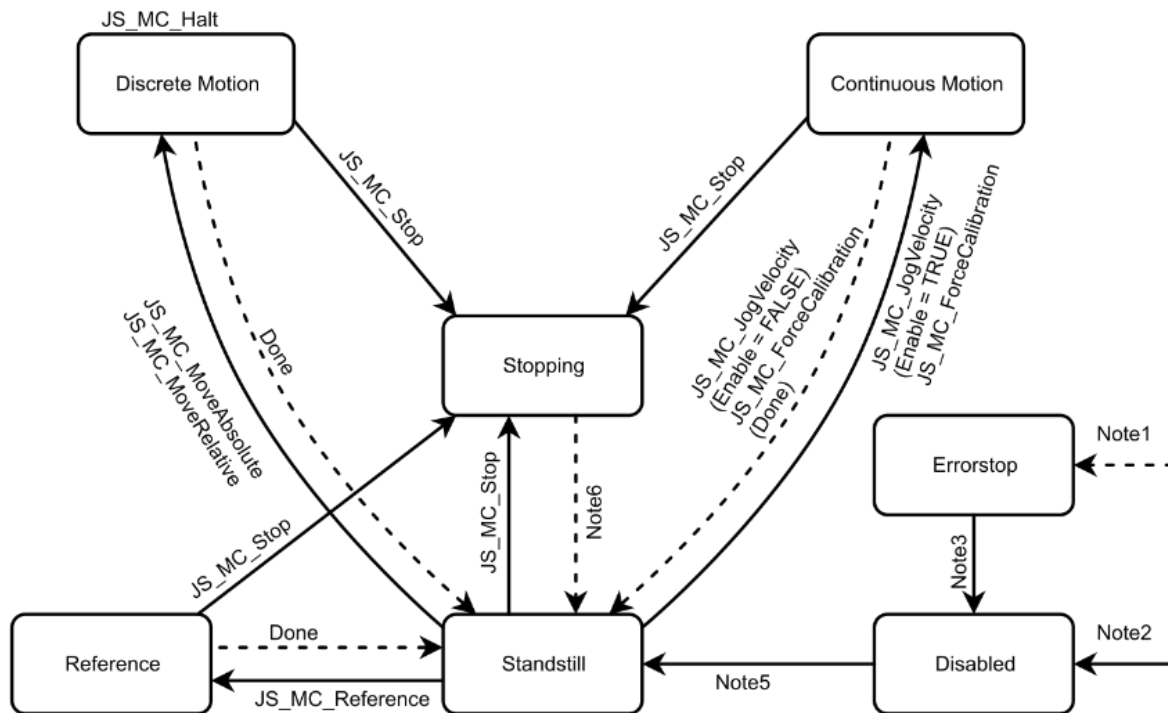 JS_MC_Halt
Discrete Motion
Continuous Motion
JS_MC_Stop
JS_MC_Stop
JS_MC_MoveAbsolute
JS_MC_MoveRelative
Done
JS_MC_JogVelocity
(Enable = FALSE)
JS_MC_ForceCalibration
(Done)
JS_MC_JogVelocity
(Enable = TRUE)
JS_MC_ForceCalibration
Stopping
Errorstop
Note1
JS_MC_Stop
JS_MC_Stop
Note6
Note3
Reference
Done
JS_MC_Reference
Standstill
Note5
Disabled
Note2